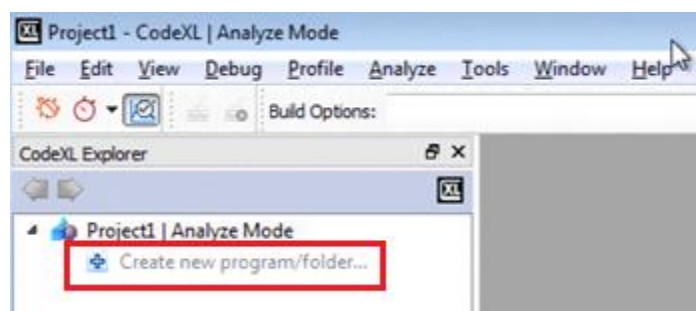 Project1 - CodeXL | Analyze Mode
File Edit View Debug Profile Analyze Tools Window Help
Build Options:
CodeXL Explorer
XL
Project1 | Analyze Mode
Create new program/folder...